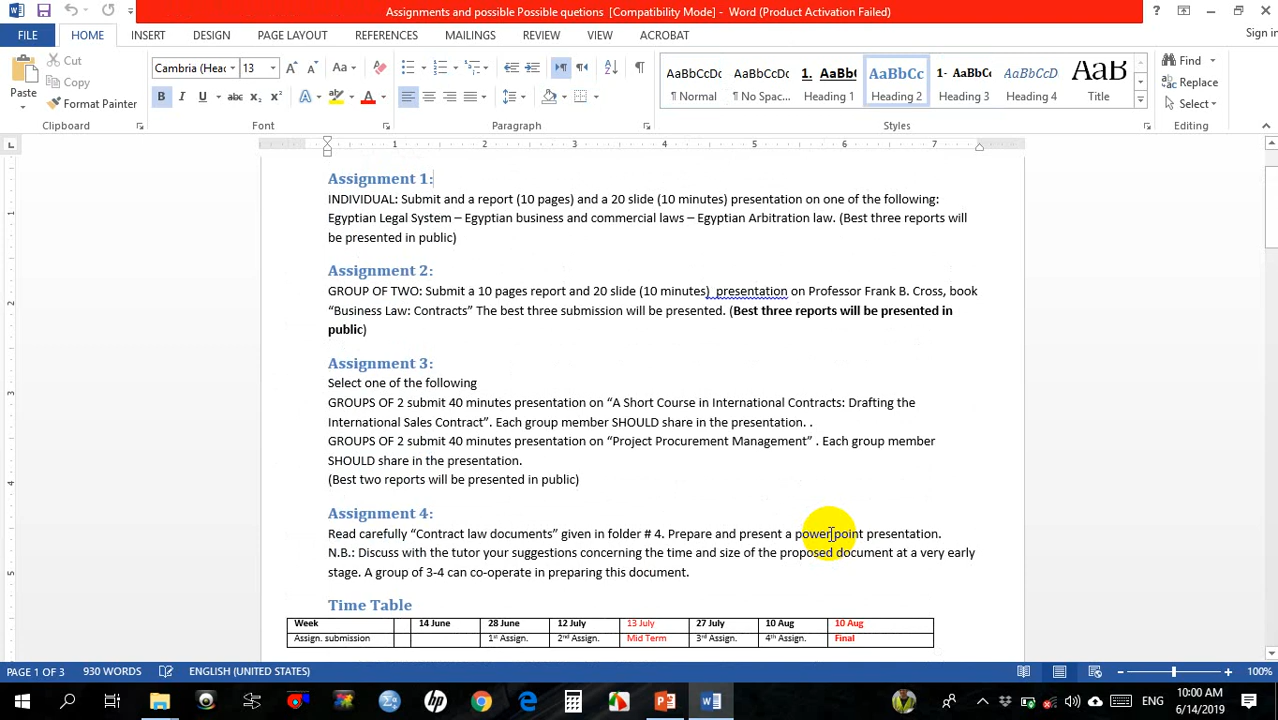 Assignments and possible Possible quetions [Compatibility Mode] - Word (Product Activation Failed)
FILE HOME INSERT DESIGN PAGE LAYOUT REFERENCES MAILINGS REVIEW VIEW ACROBAT Sign in
Paste
Cut
Copy
Format Painter
Clipboard
Cambria (Heac 13
Font
Paragraph
AaBbCcDc AaBbCcDc 1. AaBb( AaBbCc 1- AaBbCc AaBbCcD AaB
¶ Normal ¶ No Spac... Heading 1 Heading 2 Heading 3 Heading 4 Title
Styles
Find
Replace
Select
Editing
1 2 3 4 5 6 7
Assignment 1:
INDIVIDUAL: Submit and a report (10 pages) and a 20 slide (10 minutes) presentation on one of the following:
Egyptian Legal System – Egyptian business and commercial laws – Egyptian Arbitration law. (Best three reports will
be presented in public)
Assignment 2:
GROUP OF TWO: Submit a 10 pages report and 20 slide (10 minutes) presentation on Professor Frank B. Cross, book
“Business Law: Contracts” The best three submission will be presented. (Best three reports will be presented in
public)
Assignment 3:
Select one of the following
GROUPS OF 2 submit 40 minutes presentation on “A Short Course in International Contracts: Drafting the
International Sales Contract”. Each group member SHOULD share in the presentation. .
GROUPS OF 2 submit 40 minutes presentation on “Project Procurement Management” . Each group member
SHOULD share in the presentation.
(Best two reports will be presented in public)
Assignment 4:
Read carefully “Contract law documents” given in folder # 4. Prepare and present a powerpoint presentation.
N.B.: Discuss with the tutor your suggestions concerning the time and size of the proposed document at a very early
stage. A group of 3-4 can co-operate in preparing this document.
Time Table
Week 14 June 28 June 12 July 13 July 27 July 10 Aug 10 Aug
Assign. submission 1st Assign. 2nd Assign. Mid Term 3rd Assign. 4th Assign. Final
PAGE 1 OF 3 930 WORDS ENGLISH (UNITED STATES) 100%
ENG 10:00 AM
6/14/2019